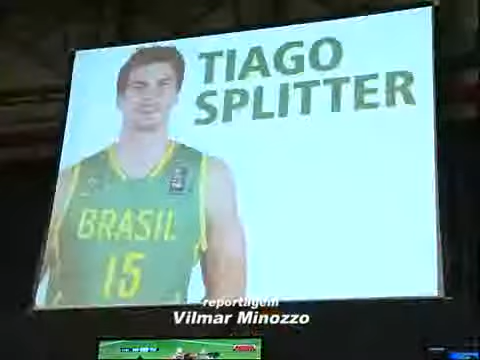 TIAGO
SPLITTER
BRASIL
15
reportagem
Vilmar Minozzo